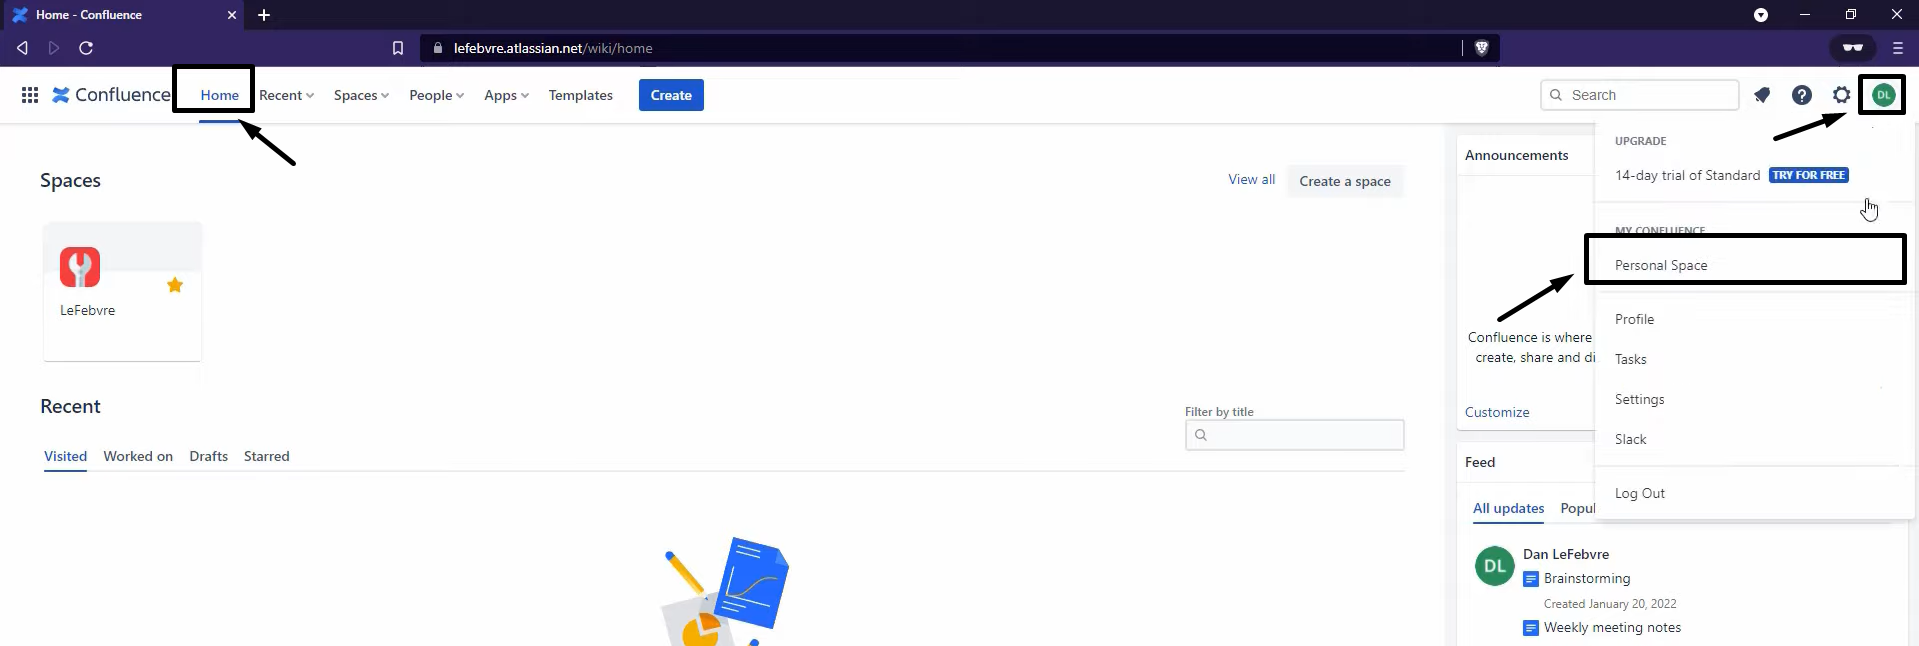 Home - Confluence
lefebvre.atlassian.net/wiki/home
Confluence Home Recent Spaces People Apps Templates Create Search DL
UPGRADE
14-day trial of Standard TRY FOR FREE
MY CONFLUENCE
Personal Space
Profile
Tasks
Settings
Slack
Log Out
Spaces
View all Create a space
LeFebvre
Recent
Filter by title
Visited Worked on Drafts Starred
Announcements
Confluence is where
create, share and di
Customize
Feed
All updates Popul
DL Dan LeFebvre
Brainstorming
Created January 20, 2022
Weekly meeting notes